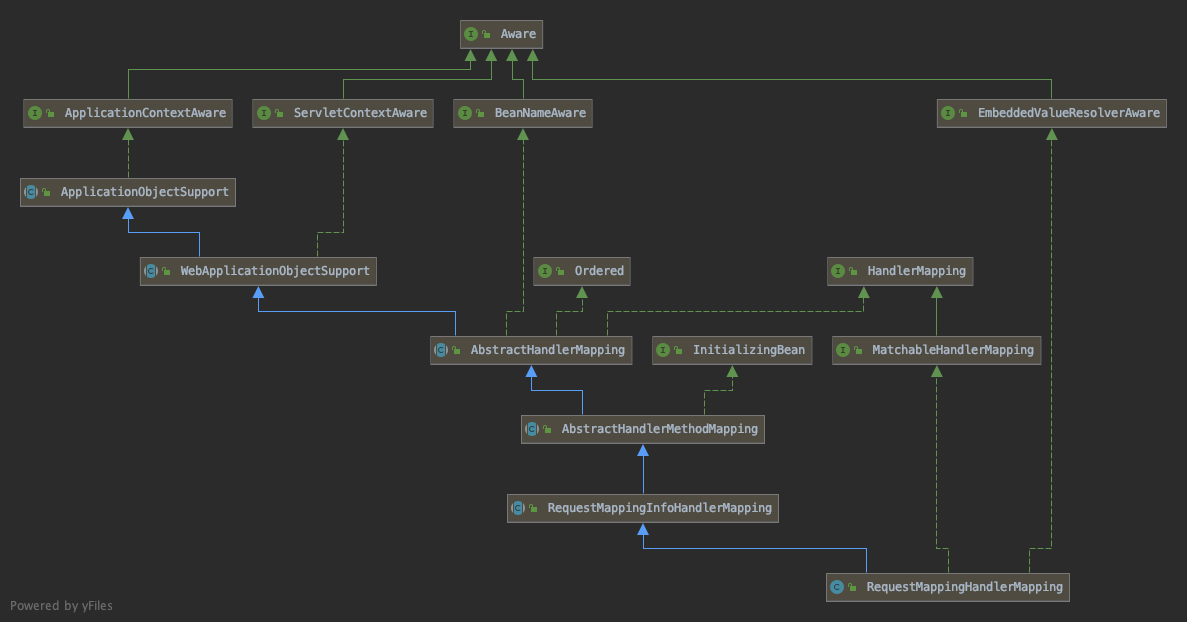 Aware
ApplicationContextAware
ServletContextAware
BeanNameAware
EmbeddedValueResolverAware
ApplicationObjectSupport
WebApplicationObjectSupport
Ordered
HandlerMapping
AbstractHandlerMapping
InitializingBean
MatchableHandlerMapping
AbstractHandlerMethodMapping
RequestMappingInfoHandlerMapping
RequestMappingHandlerMapping
Powered by yFiles